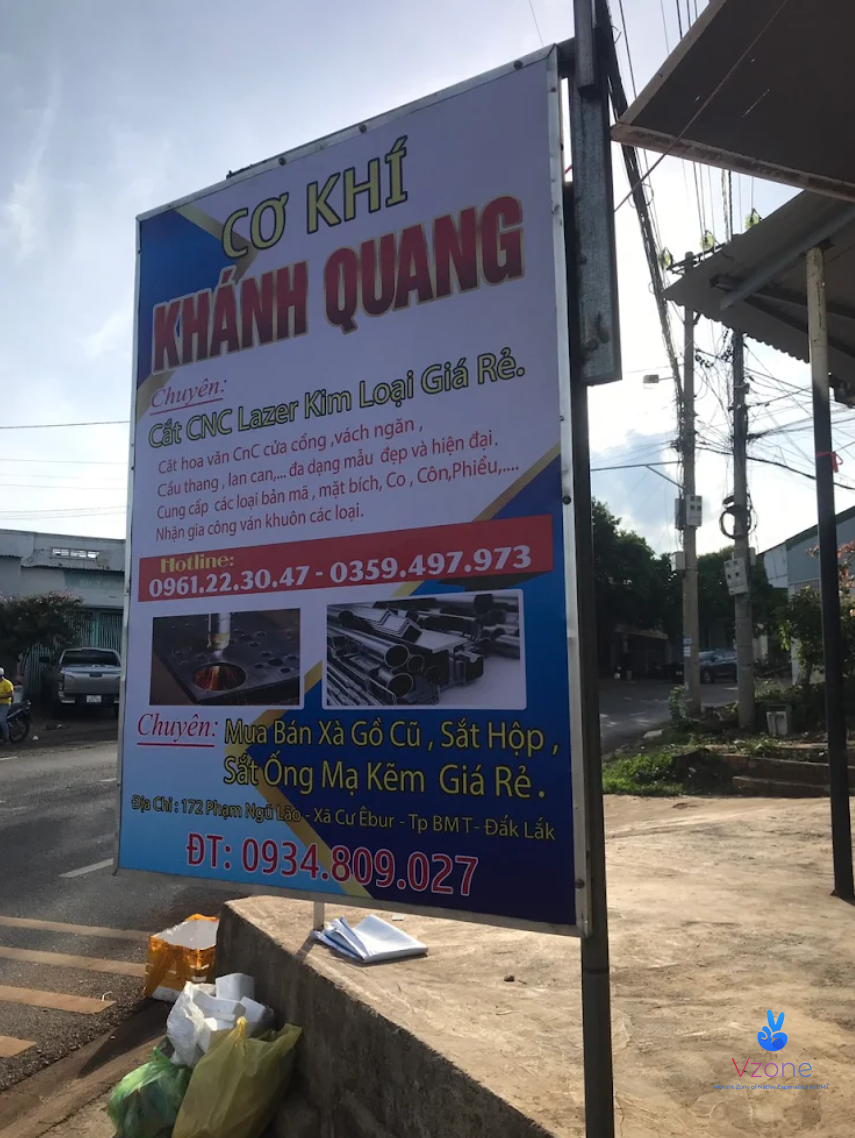 CƠ KHÍ
KHÁNH QUANG
Chuyên:
Cắt CNC Lazer Kim Loại Giá Rẻ.
Cắt hoa văn CnC cửa cổng ,vách ngăn ,
Cầu thang , lan can,... đa dạng mẫu đẹp và hiện đại.
Cung cấp các loại bản mã , mặt bích, Co , Côn,Phiểu,....
Nhận gia công ván khuôn các loại.
Hotline:
0961.22.30.47 - 0359.497.973
Chuyên: Mua Bán Xà Gồ Cũ , Sắt Hộp ,
Sắt Ống Mạ Kẽm Giá Rẻ .
Địa Chỉ : 172 Phạm Ngũ Lão - Xã Cư Êbur - Tp BMT- Đắk Lắk
ĐT: 0934.809.027
Vzone